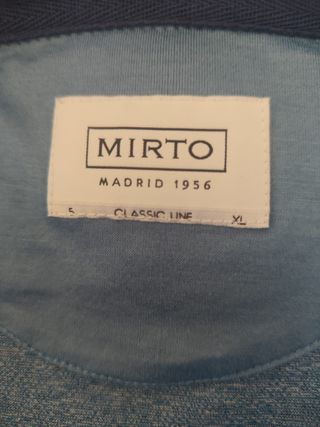 MIRTO
MADRID 1956
5 CLASSIC LINE XL